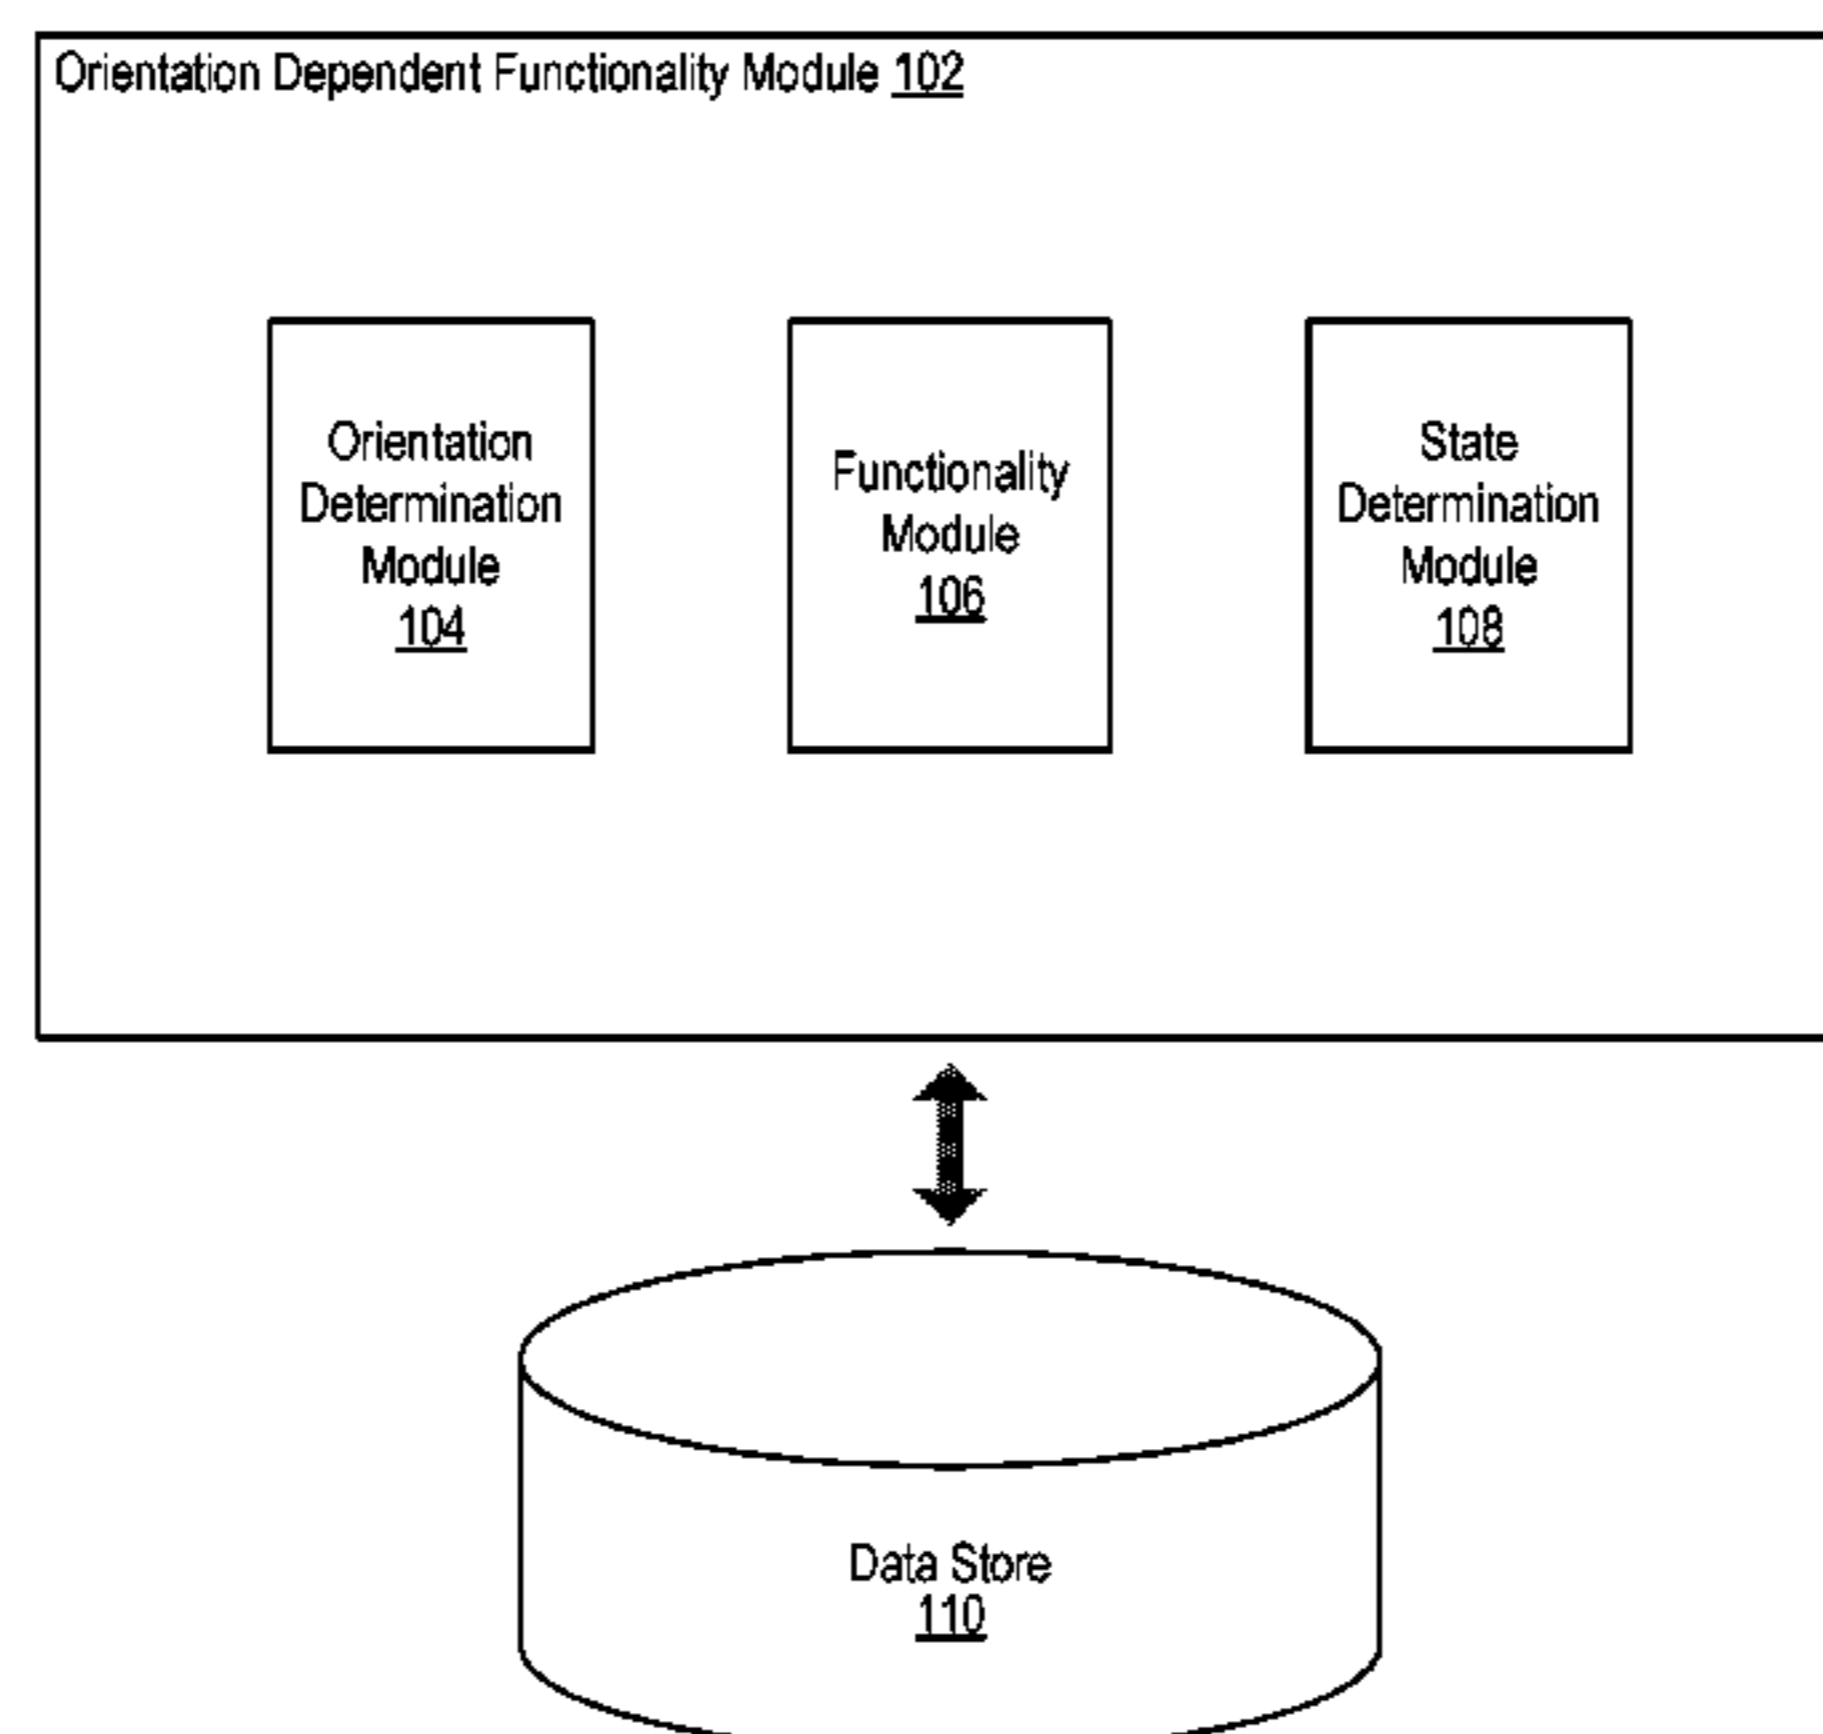 Orientation Dependent Functionality Module 102
Orientation
Determination
Module
104
Functionality
Module
106
State
Determination
Module
108
Data Store
110